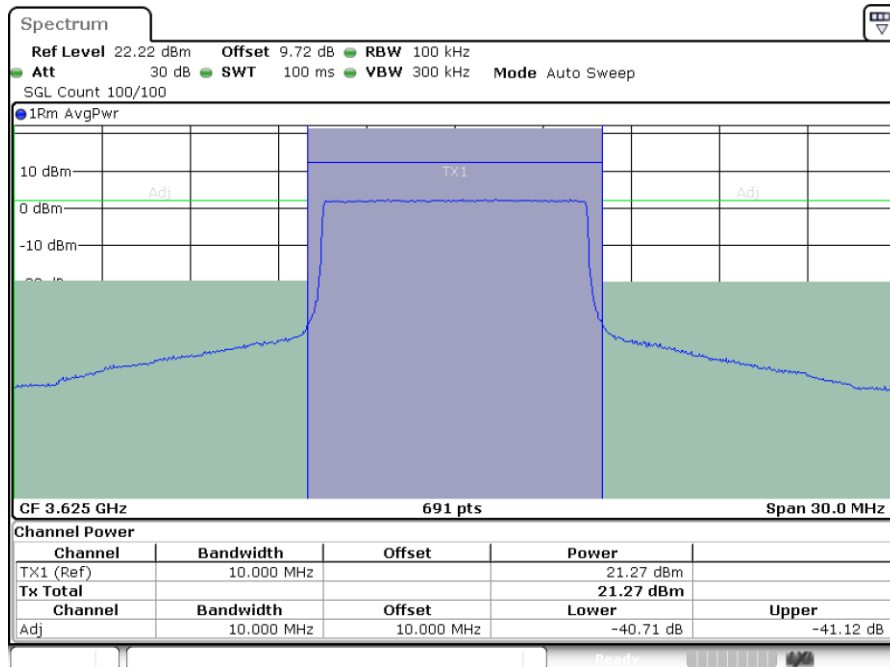 Spectrum
Ref Level 22.22 dBm Offset 9.72 dB RBW 100 kHz
Att 30 dB SWT 100 ms VBW 300 kHz Mode Auto Sweep
SGL Count 100/100
1Rm AvgPwr
10 dBm
TX1
Adj Adj
0 dBm
-10 dBm
CF 3.625 GHz 691 pts Span 30.0 MHz
Channel Power
Channel Bandwidth Offset Power
TX1 (Ref) 10.000 MHz 21.27 dBm
Tx Total 21.27 dBm
Channel Bandwidth Offset Lower Upper
Adj 10.000 MHz 10.000 MHz -40.71 dB -41.12 dB
Ready